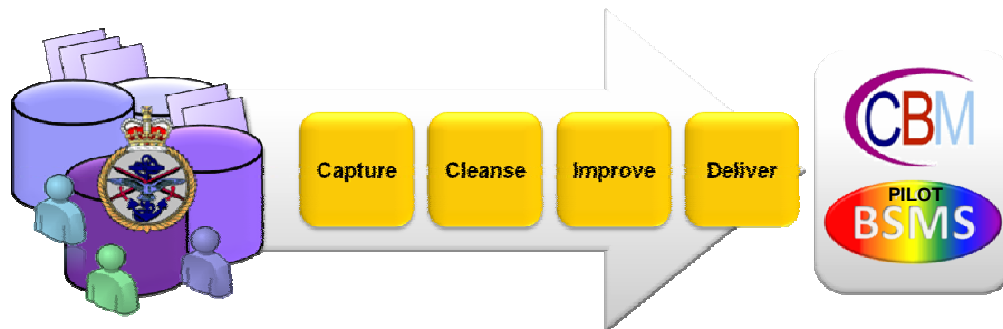 Capture
Cleanse
Improve
Deliver
CBM
PILOT
BSMS